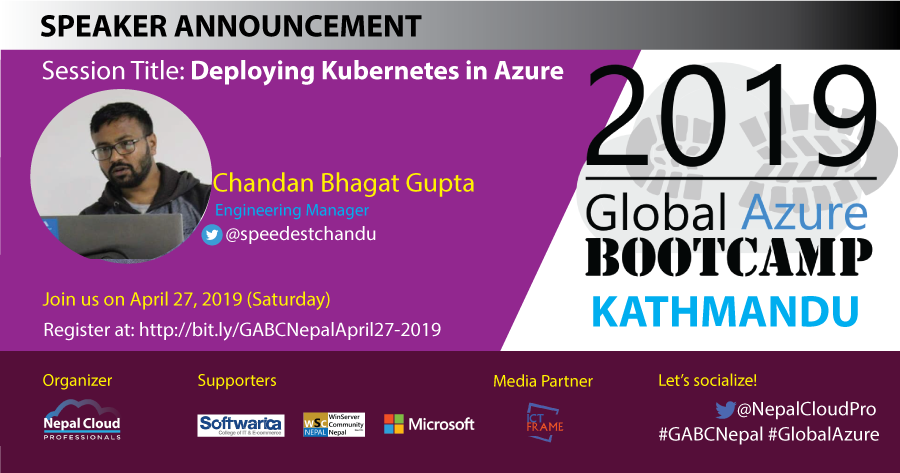 SPEAKER ANNOUNCEMENT
Session Title: Deploying Kubernetes in Azure
Chandan Bhagat Gupta
Engineering Manager
@speedestchandu
Join us on April 27, 2019 (Saturday)
Register at: http://bit.ly/GABCNepalApril27-2019
2019
Global Azure
BOOTCAMP
KATHMANDU
Organizer
Nepal Cloud
PROFESSIONALS
Supporters
Softwarica
College of IT & E-commerce
WSC
NEPAL
WinServer
Community
Nepal
Microsoft
Media Partner
ICT
FRAME
Let's socialize!
@NepalCloudPro
#GABCNepal #GlobalAzure